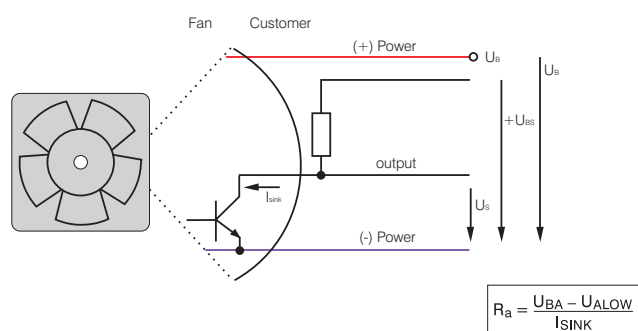 Fan Customer
(+) Power
UB
UB
+UBS
output
Isink
US
(-) Power
Ra = UBA – UALOW / ISINK